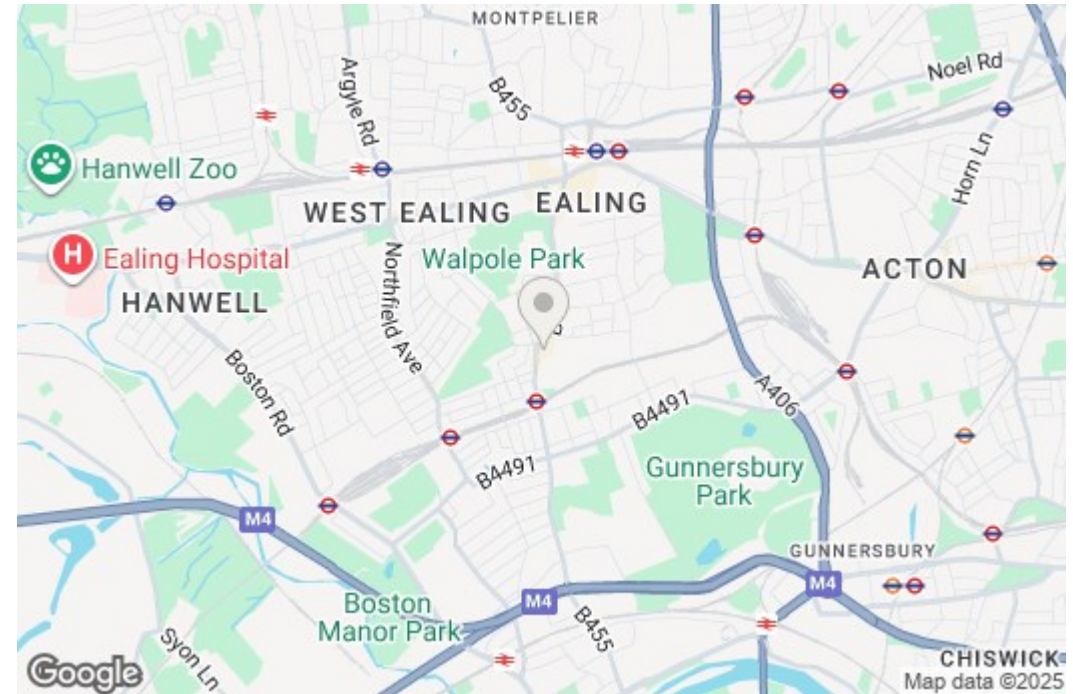 MONTPELIER
Noel Rd
Argyle Rd
B455
Horn Ln
Hanwell Zoo
WEST EALING
EALING
H
Ealing Hospital
Walpole Park
ACTON
HANWELL
Northfield Ave
Boston Rd
A406
B4491
B4491
Gunnersbury
Park
M4
GUNNERSBURY
M4
M4
Boston
Manor Park
B455
Syon Ln
CHISWICK
Google
Map data ©2025